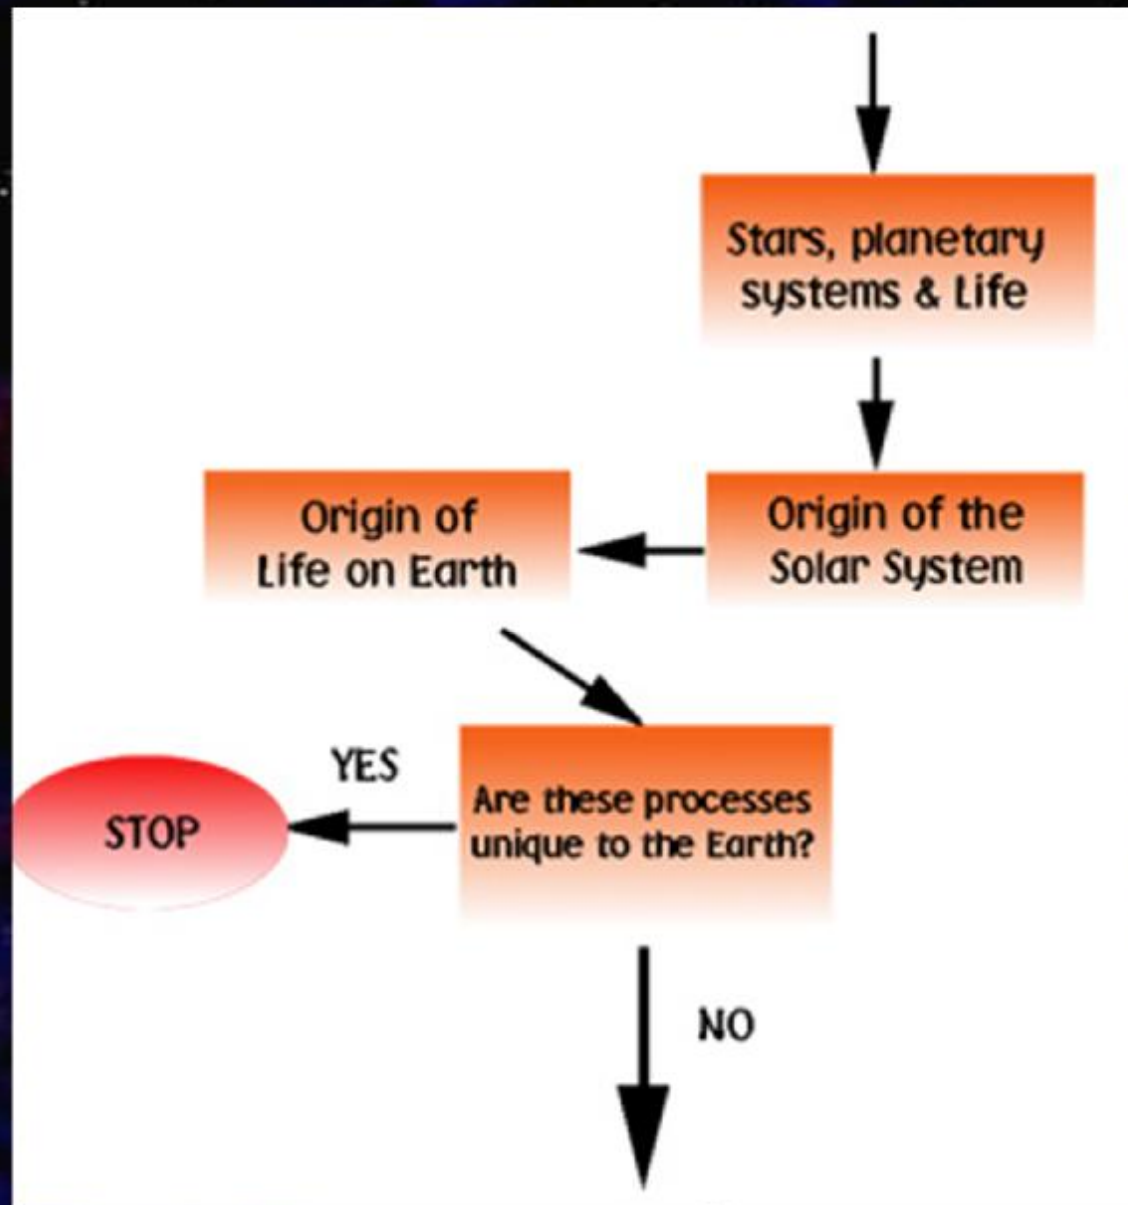 Stars, planetary
systems & Life
Origin of the
Solar System
Origin of
Life on Earth
Are these processes
unique to the Earth?
YES
STOP
NO